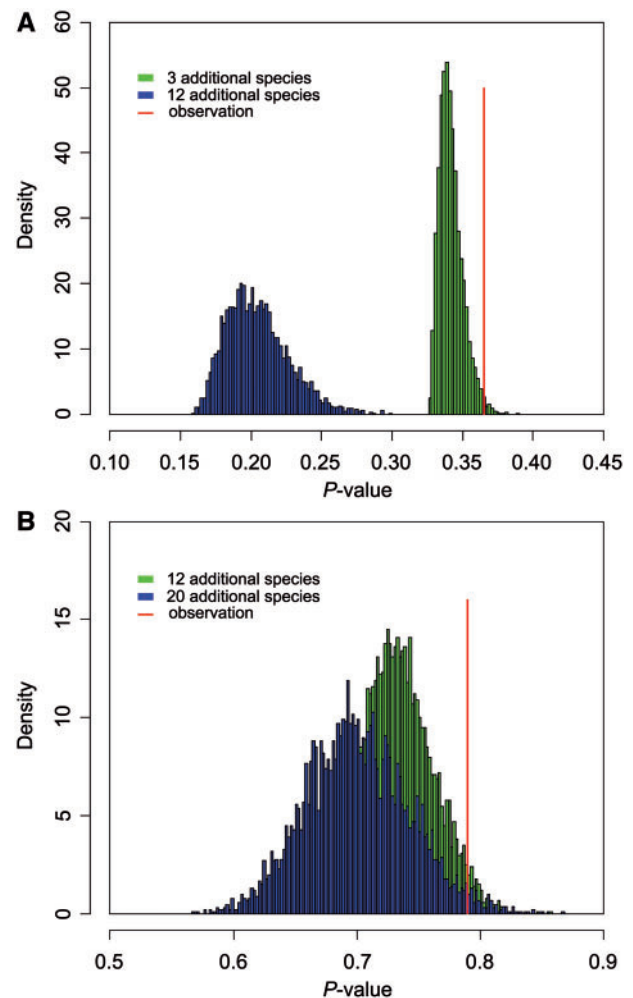 A
60
50
40
30
20
10
0
Density
3 additional species
12 additional species
observation
0.10 0.15 0.20 0.25 0.30 0.35 0.40 0.45
P-value
B
20
15
10
5
0
Density
12 additional species
20 additional species
observation
0.5 0.6 0.7 0.8 0.9
P-value